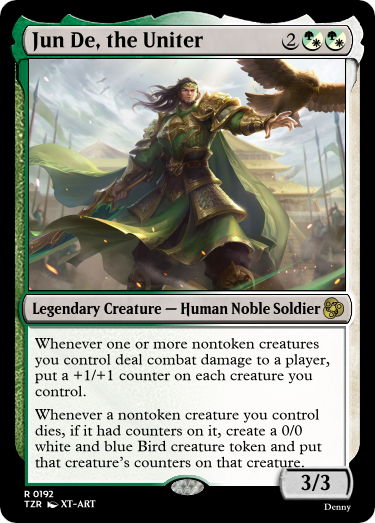 Jun De, the Uniter 2
Legendary Creature — Human Noble Soldier
Whenever one or more nontoken creatures
you control deal combat damage to a player,
put a +1/+1 counter on each creature you
control.
Whenever a nontoken creature you control
dies, if it had counters on it, create a 0/0
white and blue Bird creature token and put
that creature's counters on that creature.
3/3
R 0192
TZR XT-ART
Denny